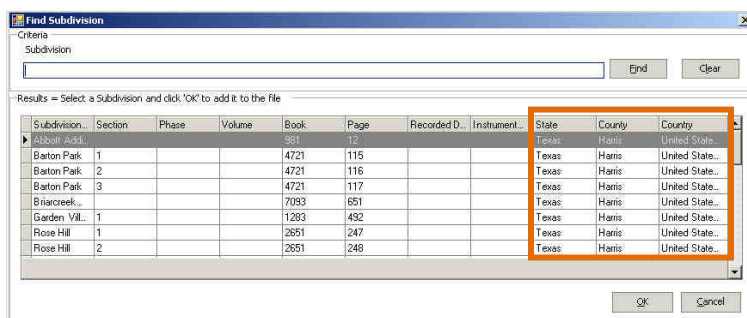 Find Subdivision
Criteria
Subdivision
Find Clear
Results = Select a Subdivision and click 'OK' to add it to the file
Subdivision... Section Phase Volume Book Page Recorded D... Instrument... State County Country
Abbott Addi... 981 12 Texas Harris United State...
Barton Park 1 4721 115 Texas Harris United State...
Barton Park 2 4721 116 Texas Harris United State...
Barton Park 3 4721 117 Texas Harris United State...
Briarcreek... 7093 651 Texas Harris United State...
Garden Vill... 1 1283 492 Texas Harris United State...
Rose Hill 1 2651 247 Texas Harris United State...
Rose Hill 2 2651 248 Texas Harris United State...
OK Cancel